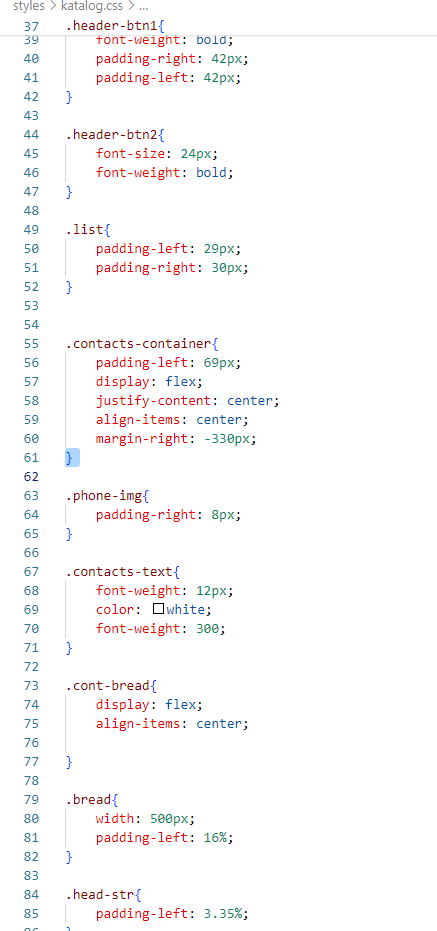 styles > katalog.css > ...
37 .header-btn1{
39 font-weight: bold;
40 padding-right: 42px;
41 padding-left: 42px;
42 }
43
44 .header-btn2{
45 font-size: 24px;
46 font-weight: bold;
47 }
48
49 .list{
50 padding-left: 29px;
51 padding-right: 30px;
52 }
53
54
55 .contacts-container{
56 padding-left: 69px;
57 display: flex;
58 justify-content: center;
59 align-items: center;
60 margin-right: -330px;
61 }
62
63 .phone-img{
64 padding-right: 8px;
65 }
66
67 .contacts-text{
68 font-weight: 12px;
69 color: white;
70 font-weight: 300;
71 }
72
73 .cont-bread{
74 display: flex;
75 align-items: center;
76
77 }
78
79 .bread{
80 width: 500px;
81 padding-left: 16%;
82 }
83
84 .head-str{
85 padding-left: 3.35%;